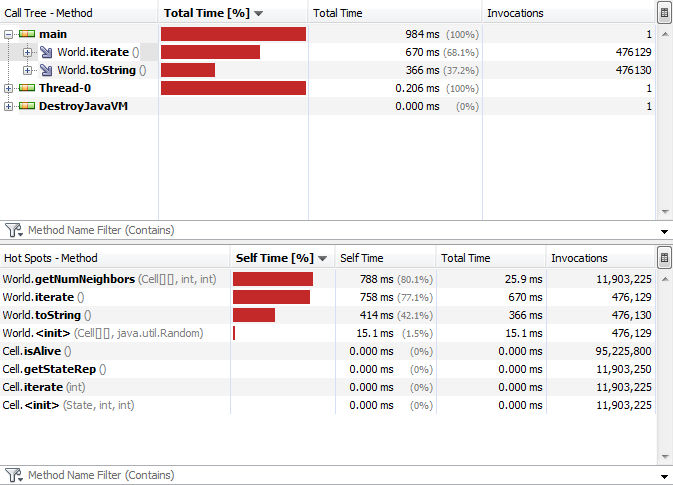 Call Tree - Method Total Time [%] Total Time Invocations
main 984 ms (100%) 1
World.iterate () 670 ms (68.1%) 476129
World.toString () 366 ms (37.2%) 476130
Thread-0 0.206 ms (100%) 1
DestroyJavaVM 0.000 ms (0%) 1
Method Name Filter (Contains)
Hot Spots - Method Self Time [%] Self Time Total Time Invocations
World.getNumNeighbors (Cell[][], int, int) 788 ms (80.1%) 25.9 ms 11,903,225
World.iterate () 758 ms (77.1%) 670 ms 476,129
World.toString () 414 ms (42.1%) 366 ms 476,130
World.<init> (Cell[][], java.util.Random) 15.1 ms (1.5%) 15.1 ms 476,129
Cell.isAlive () 0.000 ms (0%) 0.000 ms 95,225,800
Cell.getStateRep () 0.000 ms (0%) 0.000 ms 11,903,250
Cell.iterate (int) 0.000 ms (0%) 0.000 ms 11,903,225
Cell.<init> (State, int, int) 0.000 ms (0%) 0.000 ms 11,903,225
Method Name Filter (Contains)